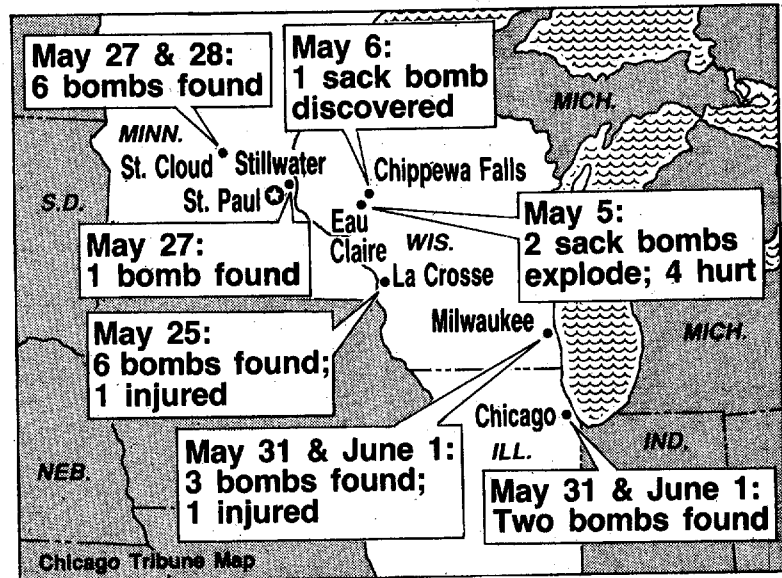 May 27 & 28:
6 bombs found
May 6:
1 sack bomb
discovered
MICH.
MINN.
St. Cloud
Stillwater
Chippewa Falls
S.D.
St. Paul
Eau
Claire
May 5:
2 sack bombs
explode; 4 hurt
May 27:
1 bomb found
WIS.
La Crosse
May 25:
6 bombs found;
1 injured
Milwaukee
MICH.
Chicago
May 31 & June 1:
3 bombs found;
1 injured
ILL.
IND.
NEB.
May 31 & June 1:
Two bombs found
Chicago Tribune Map